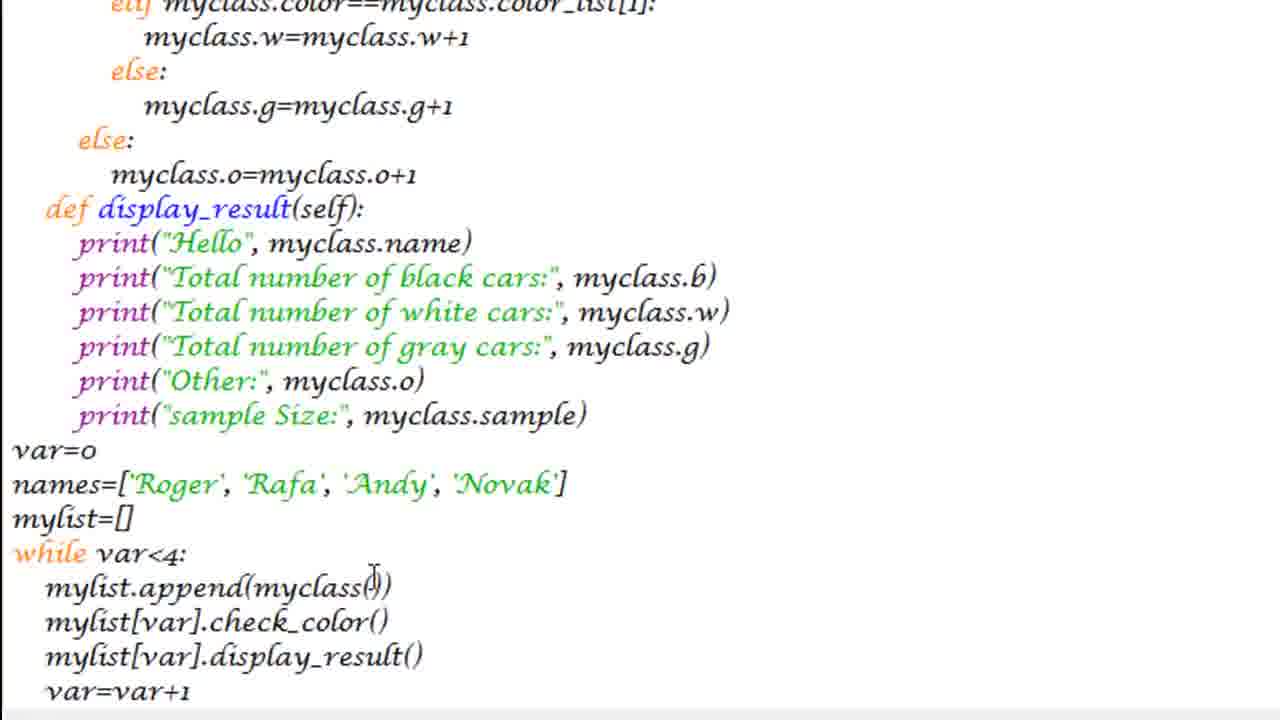 elif myclass.color==myclass.color_list[1]:
myclass.w=myclass.w+1
else:
myclass.g=myclass.g+1
else:
myclass.o=myclass.o+1
def display_result(self):
print("Hello", myclass.name)
print("Total number of black cars:", myclass.b)
print("Total number of white cars:", myclass.w)
print("Total number of gray cars:", myclass.g)
print("Other:", myclass.o)
print("sample Size:", myclass.sample)
var=0
names=['Roger', 'Rafa', 'Andy', 'Novak']
mylist=[]
while var<4:
mylist.append(myclass())
mylist[var].check_color()
mylist[var].display_result()
var=var+1